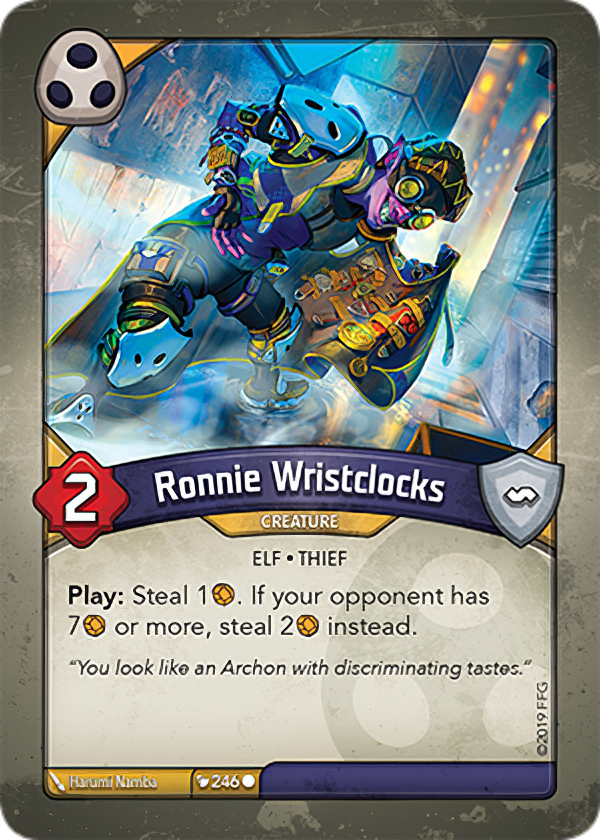 2
Ronnie Wristclocks
CREATURE
ELF • THIEF
Play: Steal 1. If your opponent has
7 or more, steal 2 instead.
“You look like an Archon with discriminating tastes.”
©2019 FFG
Harumi Namba
246